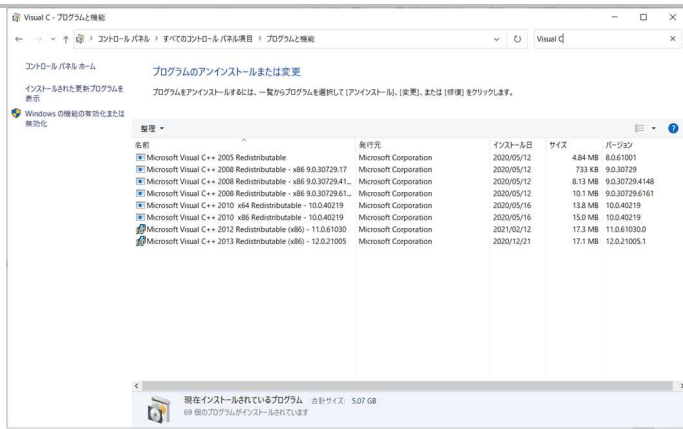 Visual C - プログラムと機能
コントロール パネル > すべてのコントロール パネル項目 > プログラムと機能
Visual C
コントロール パネル ホーム
インストールされた更新プログラムを
表示
Windows の機能の有効化または
無効化
プログラムのアンインストールまたは変更
プログラムをアンインストールするには、一覧からプログラムを選択して [アンインストール]、[変更]、または [修復] をクリックします。
整理
名前 発行元 インストール日 サイズ バージョン
Microsoft Visual C++ 2005 Redistributable Microsoft Corporation 2020/05/12 4.84 MB 8.0.61001
Microsoft Visual C++ 2008 Redistributable - x86 9.0.30729.17 Microsoft Corporation 2020/05/12 733 KB 9.0.30729
Microsoft Visual C++ 2008 Redistributable - x86 9.0.30729.41... Microsoft Corporation 2020/05/12 8.13 MB 9.0.30729.4148
Microsoft Visual C++ 2008 Redistributable - x86 9.0.30729.61... Microsoft Corporation 2020/05/12 10.1 MB 9.0.30729.6161
Microsoft Visual C++ 2010 x64 Redistributable - 10.0.40219 Microsoft Corporation 2020/05/16 13.8 MB 10.0.40219
Microsoft Visual C++ 2010 x86 Redistributable - 10.0.40219 Microsoft Corporation 2020/05/16 15.0 MB 10.0.40219
Microsoft Visual C++ 2012 Redistributable (x86) - 11.0.61030 Microsoft Corporation 2021/02/12 17.3 MB 11.0.61030.0
Microsoft Visual C++ 2013 Redistributable (x86) - 12.0.21005 Microsoft Corporation 2020/12/21 17.1 MB 12.0.21005.1
現在インストールされているプログラム 合計サイズ: 5.07 GB
69 個のプログラムがインストールされています